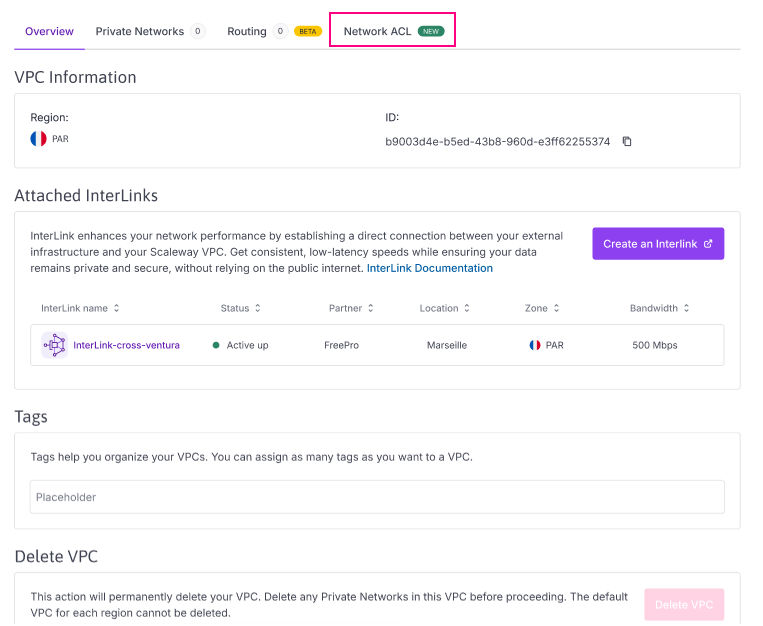 Overview Private Networks 0 Routing 0 BETA Network ACL NEW
VPC Information
Region: ID:
PAR b9003d4e-b5ed-43b8-960d-e3ff62255374
Attached InterLinks
InterLink enhances your network performance by establishing a direct connection between your external
infrastructure and your Scaleway VPC. Get consistent, low-latency speeds while ensuring your data
remains private and secure, without relying on the public internet. InterLink Documentation
Create an Interlink
InterLink name Status Partner Location Zone Bandwidth
InterLink-cross-ventura Active up FreePro Marseille PAR 500 Mbps
Tags
Tags help you organize your VPCs. You can assign as many tags as you want to a VPC.
Placeholder
Delete VPC
This action will permanently delete your VPC. Delete any Private Networks in this VPC before proceeding. The default
VPC for each region cannot be deleted.
Delete VPC